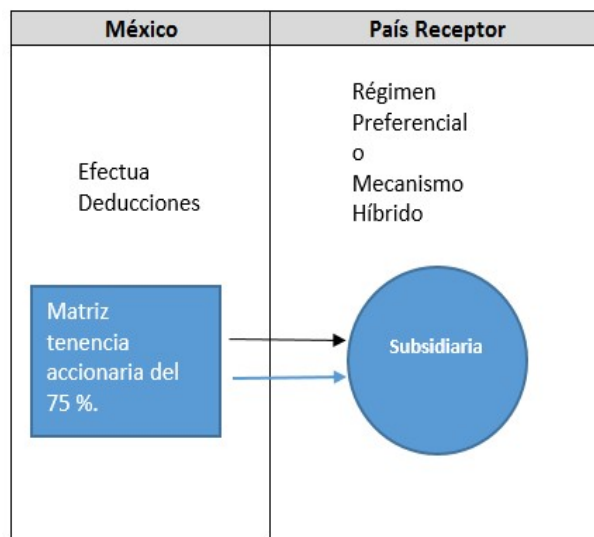 México
País Receptor
Efectua
Deducciones
Régimen
Preferencial
o
Mecanismo
Híbrido
Matriz
tenencia
accionaria del
75 %.
Subsidiaria